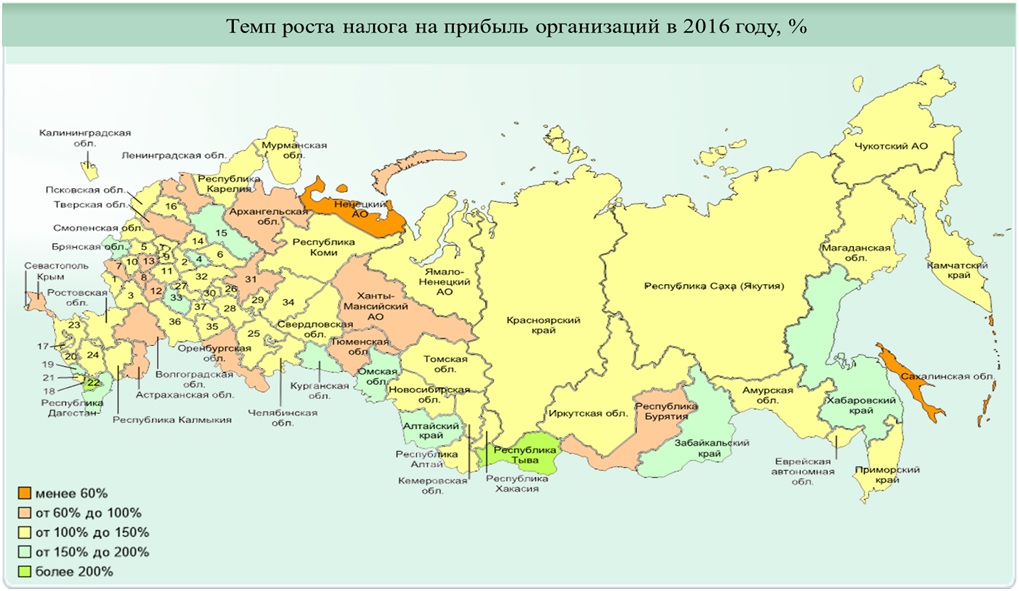 Темп роста налога на прибыль организаций в 2016 году, %
Калининградская
обл.
Ленинградская обл.
Мурманская
обл.
Республика
Карелия
Псковская обл.
Тверская обл.
Смоленская обл.
Брянская обл.
Архангельская
обл.
Ненецкий
АО
Республика
Коми
Чукотский АО
Магаданская
обл.
Камчатский
край
Севастополь
Крым
Ростовская
обл.
Ямало-
Ненецкий
АО
Республика Саха (Якутия)
Ханты-
Мансийский
АО
Красноярский
край
Свердловская
обл.
Тюменская
обл.
Оренбургская
обл.
Томская
обл.
Омская
обл.
Новосибирская
обл.
Волгоградская
обл.
Астраханская обл.
Курганская
обл.
Республика
Дагестан
Республика Калмыкия
Челябинская
обл.
Алтайский
край
Республика
Алтай
Кемеровская
обл.
Республика
Хакасия
Республика
Тыва
Иркутская обл.
Республика
Бурятия
Забайкальский
край
Амурская
обл.
Хабаровский
край
Сахалинская обл.
Еврейская
автономная
обл.
Приморский
край
16
15
14
5
1
9
2
4
6
10
13
11
7
8
12
3
32
27
33
30
26
31
37
28
29
34
36
35
25
23
17
20
24
19
21
18
22
менее 60%
от 60% до 100%
от 100% до 150%
от 150% до 200%
более 200%